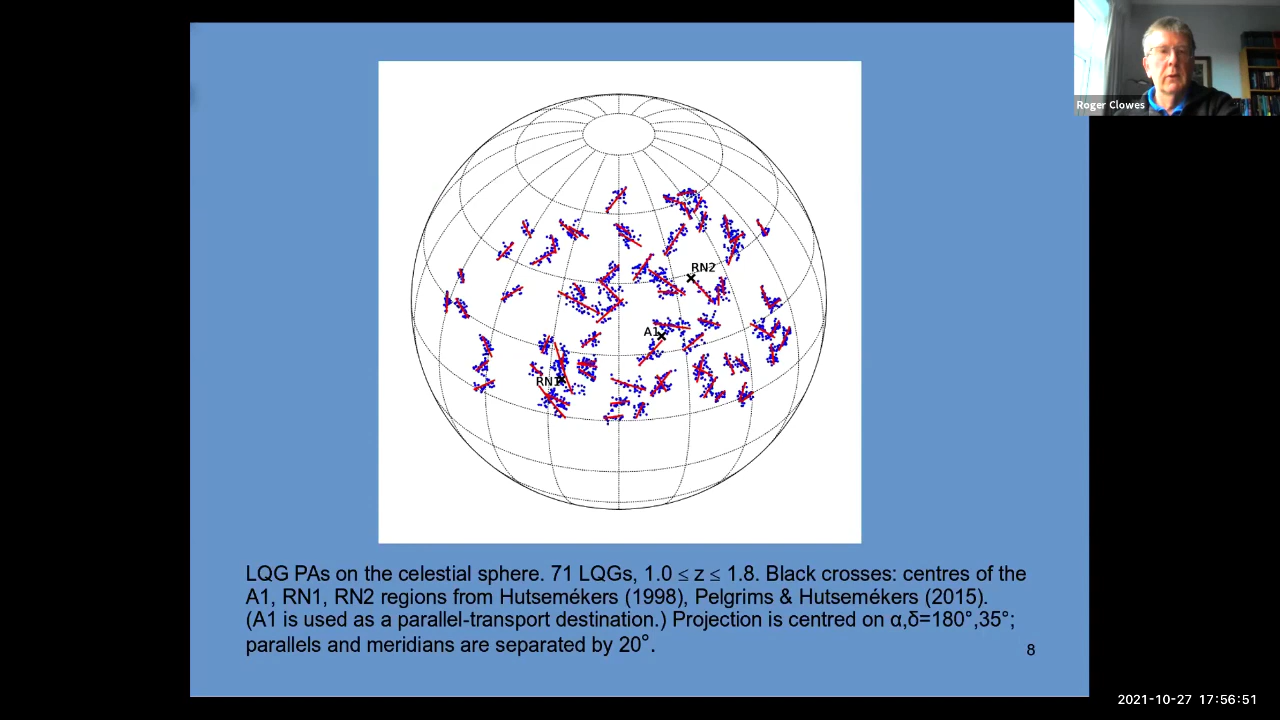 Roger Clowes
RN2
A1
RN1
LQG PAs on the celestial sphere. 71 LQGs, 1.0 ≤ z ≤ 1.8. Black crosses: centres of the
A1, RN1, RN2 regions from Hutsemékers (1998), Pelgrims & Hutsemékers (2015).
(A1 is used as a parallel-transport destination.) Projection is centred on α,δ=180°,35°;
parallels and meridians are separated by 20°.
8
2021-10-27 17:56:51